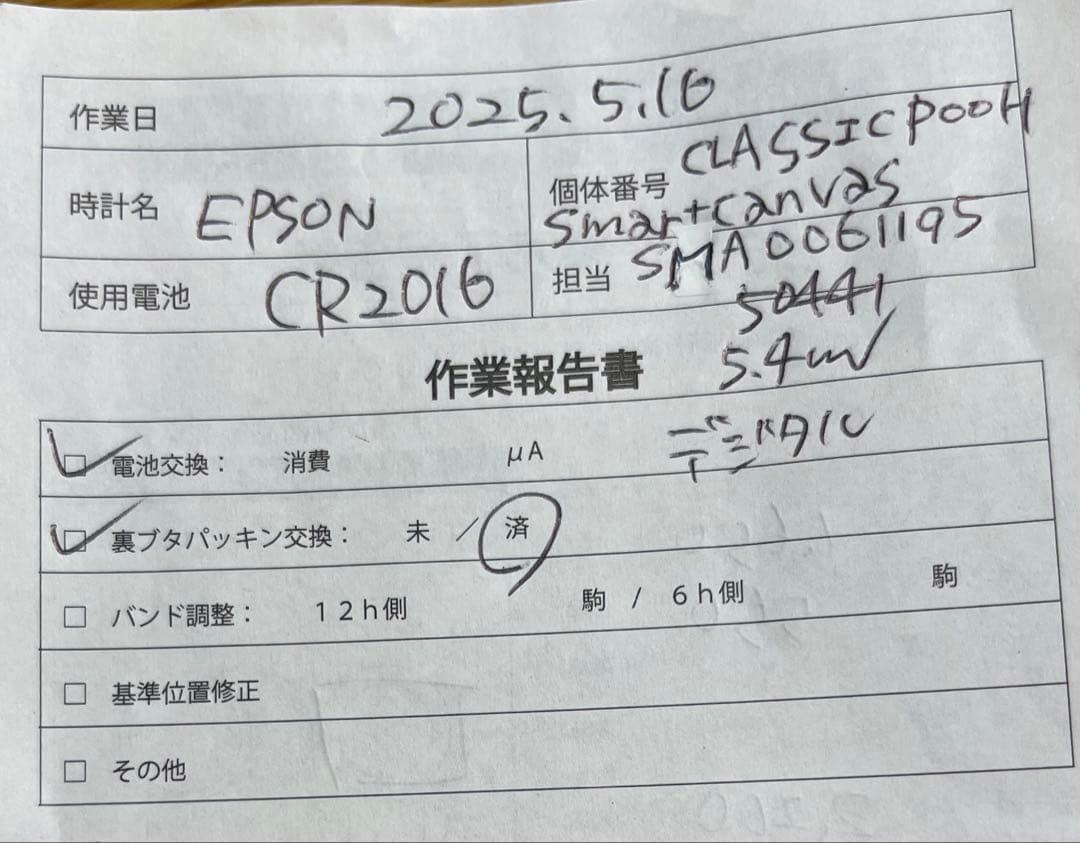 作業日 2025.5.16
時計名 EPSON
個体番号 CLASSIC POOH
Smart canvas
使用電池 CR2016
担当 SMA0061195
50441
5.4
作業報告書
☑ 電池交換： 消費 μA デジタル
☑ 裏ブタパッキン交換： 未 / 済
□ バンド調整： 12h側 駒 / 6h側 駒
□ 基準位置修正
□ その他